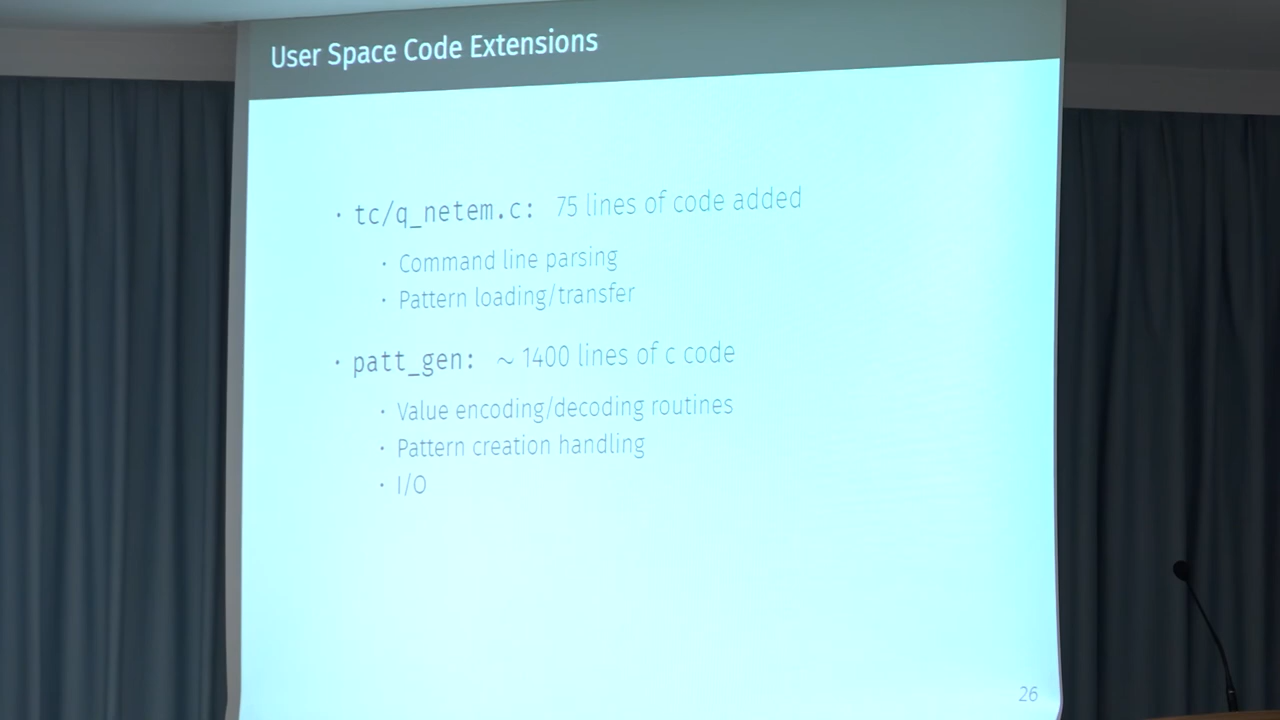 User Space Code Extensions
· tc/q_netem.c: 75 lines of code added
· Command line parsing
· Pattern loading/transfer
· patt_gen: ~ 1400 lines of c code
· Value encoding/decoding routines
· Pattern creation handling
· I/O
26